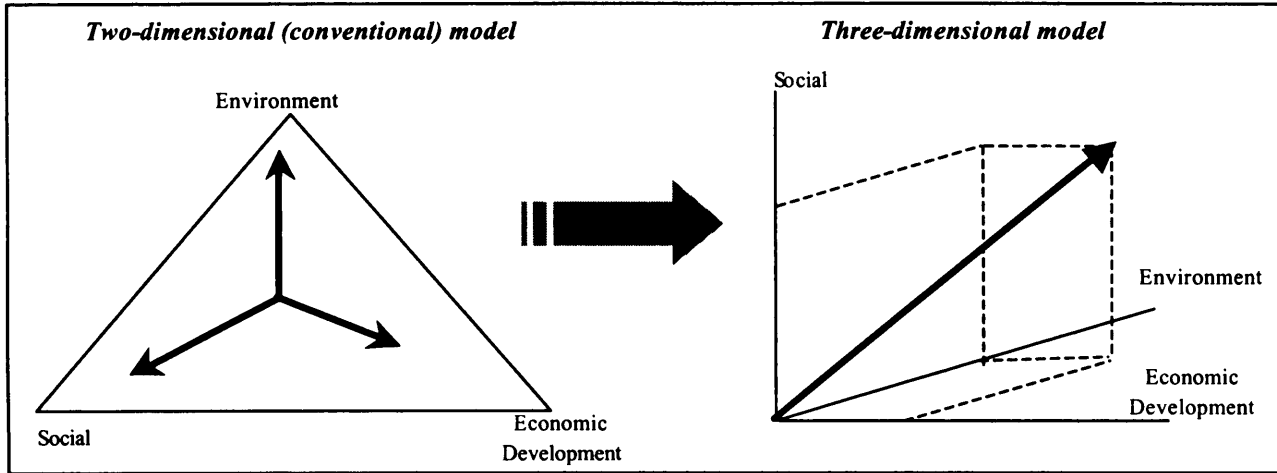 Two-dimensional (conventional) model
Environment
Social
Economic
Development
Three-dimensional model
Social
Environment
Economic
Development